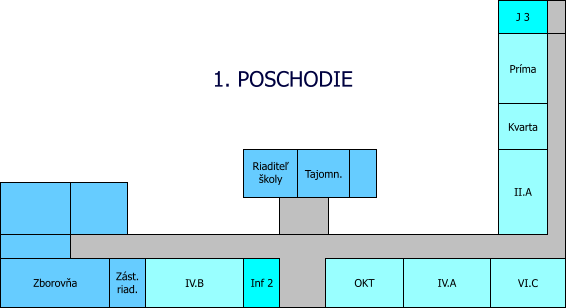 J 3
1. POSCHODIE
Príma
Kvarta
Riaditeľ
školy
Tajomn.
II.A
Zborovňa
Zást.
riad.
IV.B
Inf 2
OKT
IV.A
VI.C